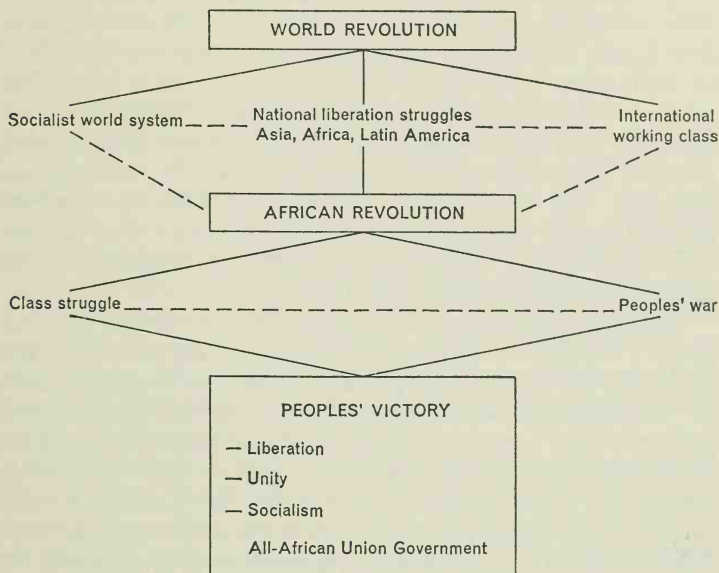 WORLD REVOLUTION
Socialist world system
National liberation struggles
Asia, Africa, Latin America
International
working class
AFRICAN REVOLUTION
Class struggle
Peoples' war
PEOPLES' VICTORY
— Liberation
— Unity
— Socialism
All-African Union Government